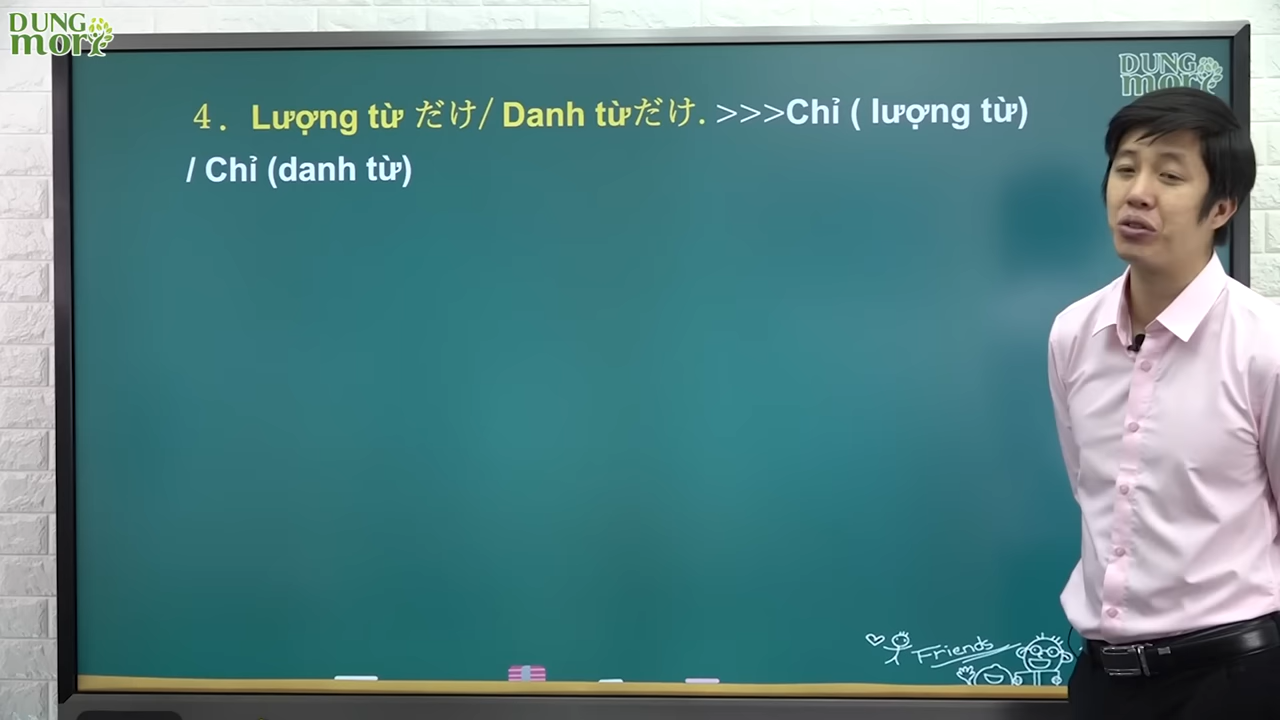 DUNG
mori
DUNG
mori
４．Lượng từ だけ/ Danh từだけ. >>>Chỉ ( lượng từ)
/ Chỉ (danh từ)
Friends